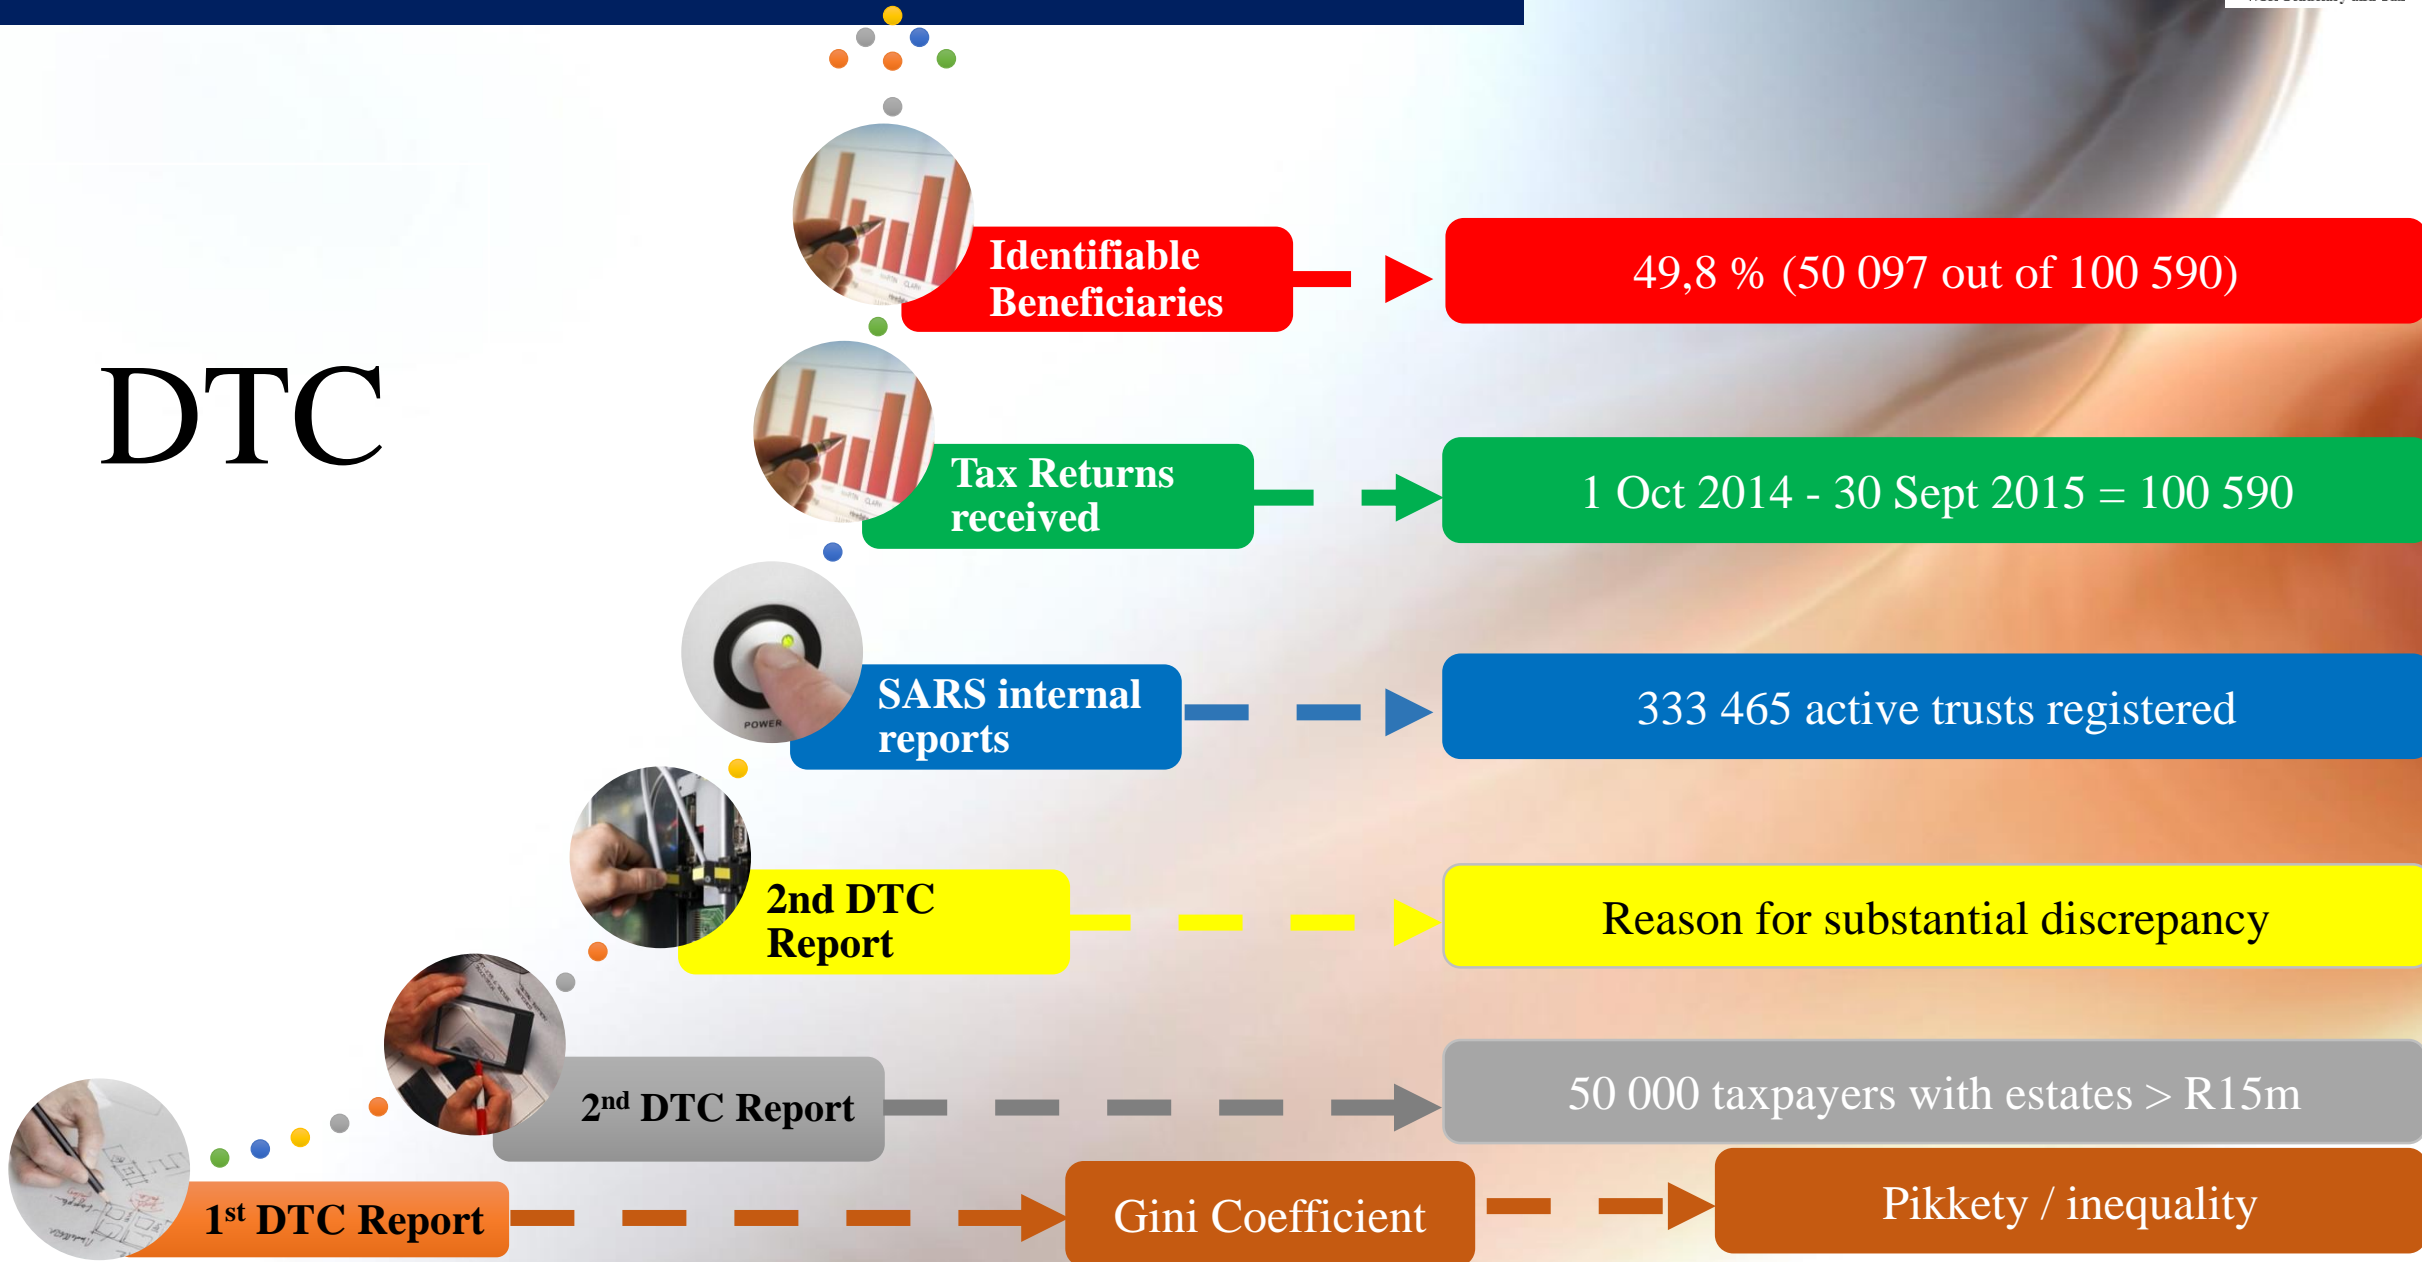 DTC
Identifiable
Beneficiaries
49,8 % (50 097 out of 100 590)
Tax Returns
received
1 Oct 2014 - 30 Sept 2015 = 100 590
SARS internal
reports
333 465 active trusts registered
POWER
2nd DTC
Report
Reason for substantial discrepancy
2nd DTC Report
50 000 taxpayers with estates > R15m
1st DTC Report
Gini Coefficient
Pikkety / inequality